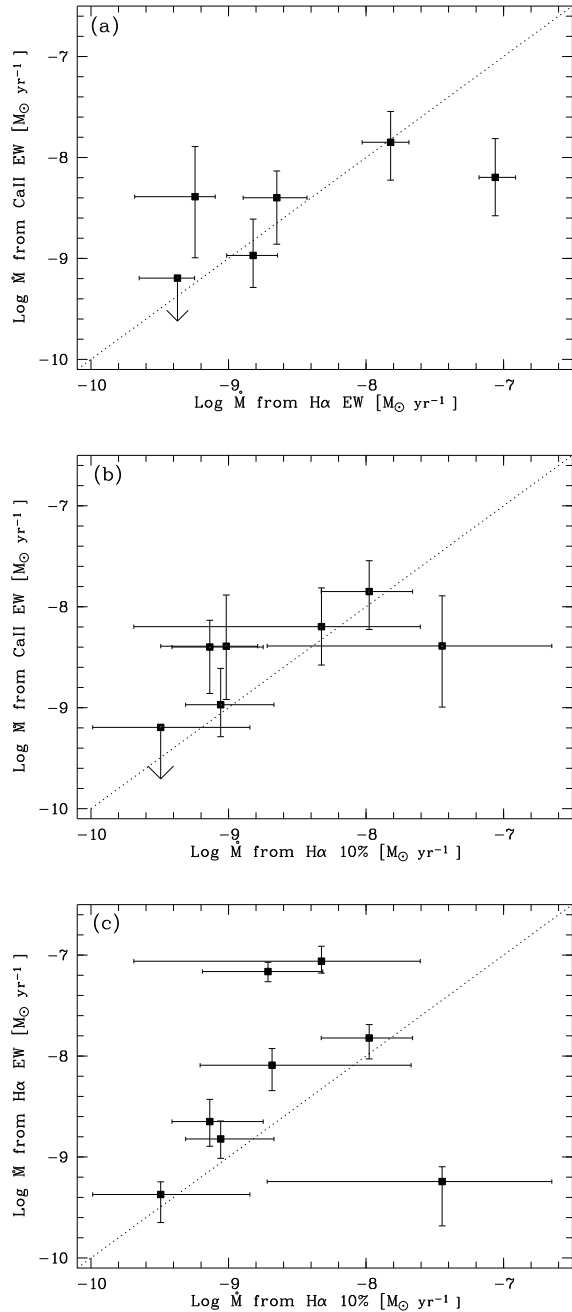 (a)
−7
−8
−9
−10
Log Ṁ from CaII EW [M☉ yr⁻¹]
−10 −9 −8 −7
Log Ṁ from Hα EW [M☉ yr⁻¹]
(b)
−7
−8
−9
−10
Log Ṁ from CaII EW [M☉ yr⁻¹]
−10 −9 −8 −7
Log Ṁ from Hα 10% [M☉ yr⁻¹]
(c)
−7
−8
−9
−10
Log Ṁ from Hα EW [M☉ yr⁻¹]
−10 −9 −8 −7
Log Ṁ from Hα 10% [M☉ yr⁻¹]